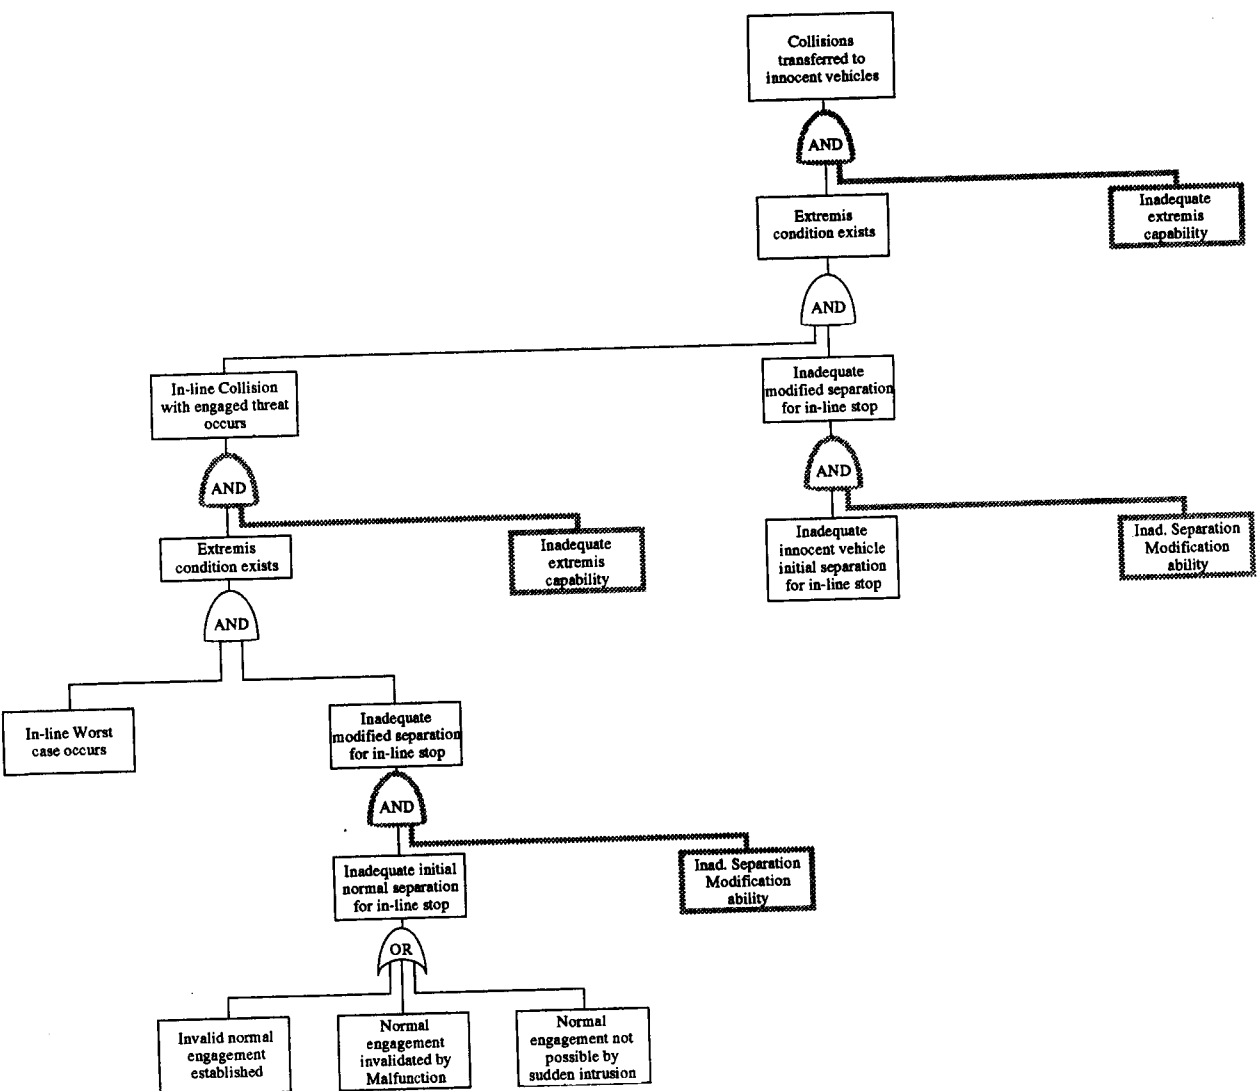 Collisions
transferred to
innocent vehicles
AND
Inadequate
extremis
capability
Extremis
condition exists
AND
In-line Collision
with engaged threat
occurs
Inadequate
modified separation
for in-line stop
AND
AND
Inadequate
extremis
capability
Inadequate
innocent vehicle
initial separation
for in-line stop
Inad. Separation
Modification
ability
Extremis
condition exists
AND
In-line Worst
case occurs
Inadequate
modified separation
for in-line stop
AND
Inadequate initial
normal separation
for in-line stop
Inad. Separation
Modification
ability
OR
Invalid normal
engagement
established
Normal
engagement
invalidated by
Malfunction
Normal
engagement not
possible by
sudden intrusion